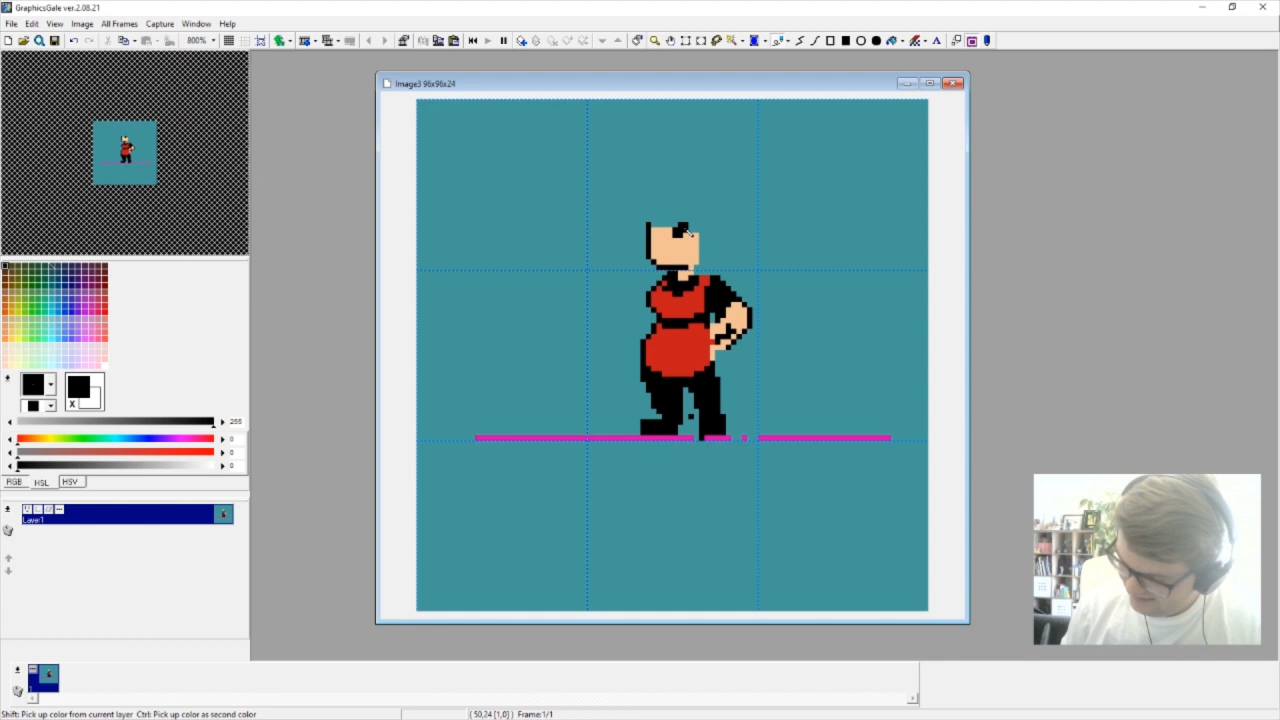 GraphicsGale ver.2.08.21
File Edit View Image All Frames Capture Window Help
800%
A
Image3 96x96x24
X
255
0
0
0
RGB HSL HSV
Layer1
1
Shift: Pick up color from current layer Ctrl: Pick up color as second color
( 50,24 [1,0] ) Frame:1/1